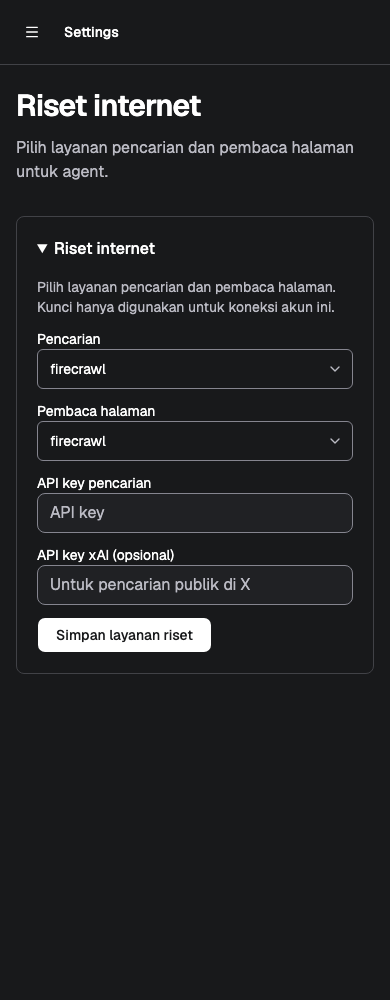 Settings
Riset internet
Pilih layanan pencarian dan pembaca halaman
untuk agent.
Riset internet
Pilih layanan pencarian dan pembaca halaman.
Kunci hanya digunakan untuk koneksi akun ini.
Pencarian
firecrawl
Pembaca halaman
firecrawl
API key pencarian
API key
API key xAI (opsional)
Untuk pencarian publik di X
Simpan layanan riset